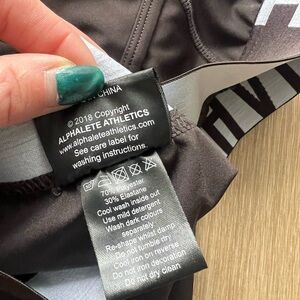 CHINA
© 2018 Copyright
ALPHALETE ATHLETICS
www.alphaleteathletics.com
See care label for
washing instructions.
70% Polyester
30% Elastane
Cool wash inside out
Use mild detergent
Wash dark colours
separately
Re-shape whilst damp
Do not tumble dry
Cool iron on reverse
Do not iron decoration
Do not dry clean